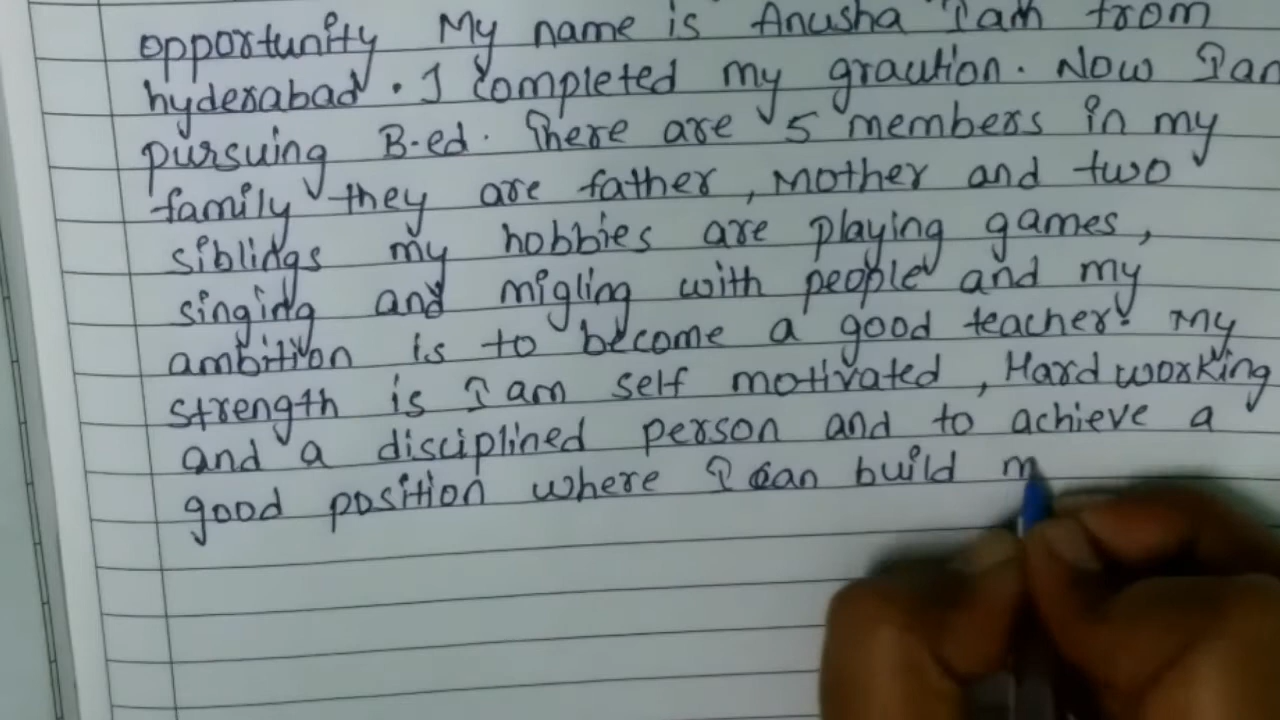 opportunity My name is Anusha I am from
hyderabad. I completed my graution. Now I am
pursuing B-ed. There are 5 members in my
family they are father, Mother and two
siblings my hobbies are playing games,
singing and migling with people and my
ambition is to become a good teacher. My
strength is I am self motivated, Hard working
and a disciplined person and to achieve a
good position where I can build m